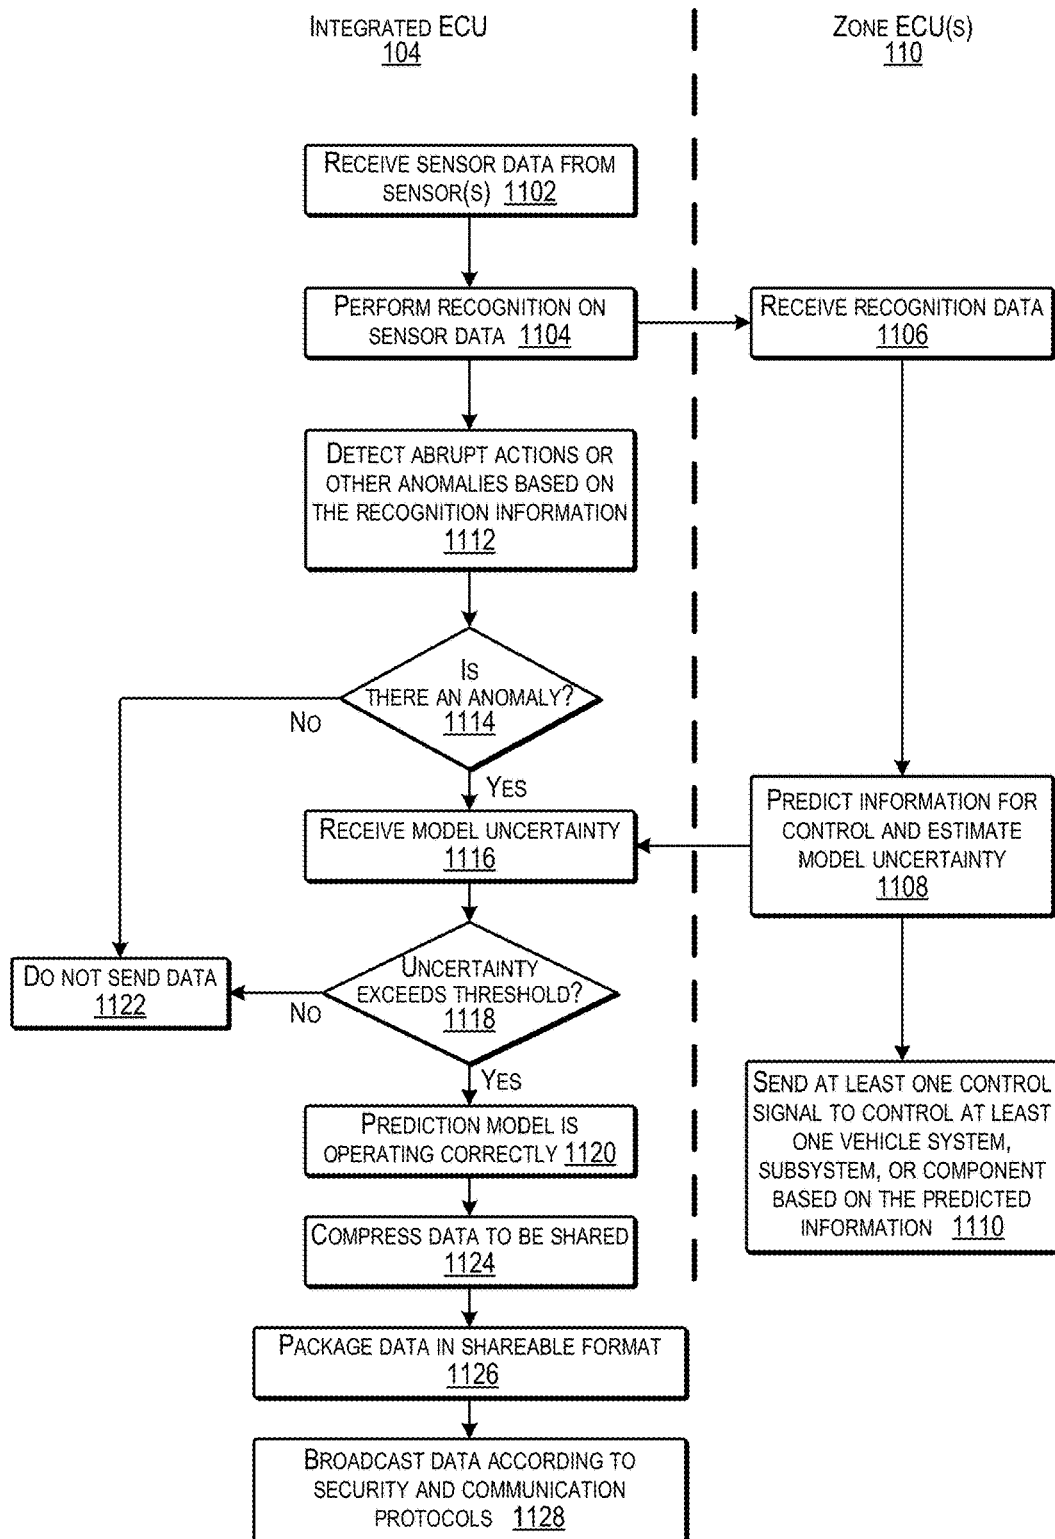 INTEGRATED ECU
104
ZONE ECU(S)
110
RECEIVE SENSOR DATA FROM
SENSOR(S) 1102
PERFORM RECOGNITION ON
SENSOR DATA 1104
RECEIVE RECOGNITION DATA
1106
DETECT ABRUPT ACTIONS OR
OTHER ANOMALIES BASED ON
THE RECOGNITION INFORMATION
1112
IS
THERE AN ANOMALY?
1114
NO
YES
RECEIVE MODEL UNCERTAINTY
1116
PREDICT INFORMATION FOR
CONTROL AND ESTIMATE
MODEL UNCERTAINTY
1108
UNCERTAINTY
EXCEEDS THRESHOLD?
1118
NO
YES
DO NOT SEND DATA
1122
PREDICTION MODEL IS
OPERATING CORRECTLY 1120
SEND AT LEAST ONE CONTROL
SIGNAL TO CONTROL AT LEAST
ONE VEHICLE SYSTEM,
SUBSYSTEM, OR COMPONENT
BASED ON THE PREDICTED
INFORMATION 1110
COMPRESS DATA TO BE SHARED
1124
PACKAGE DATA IN SHAREABLE FORMAT
1126
BROADCAST DATA ACCORDING TO
SECURITY AND COMMUNICATION
PROTOCOLS 1128